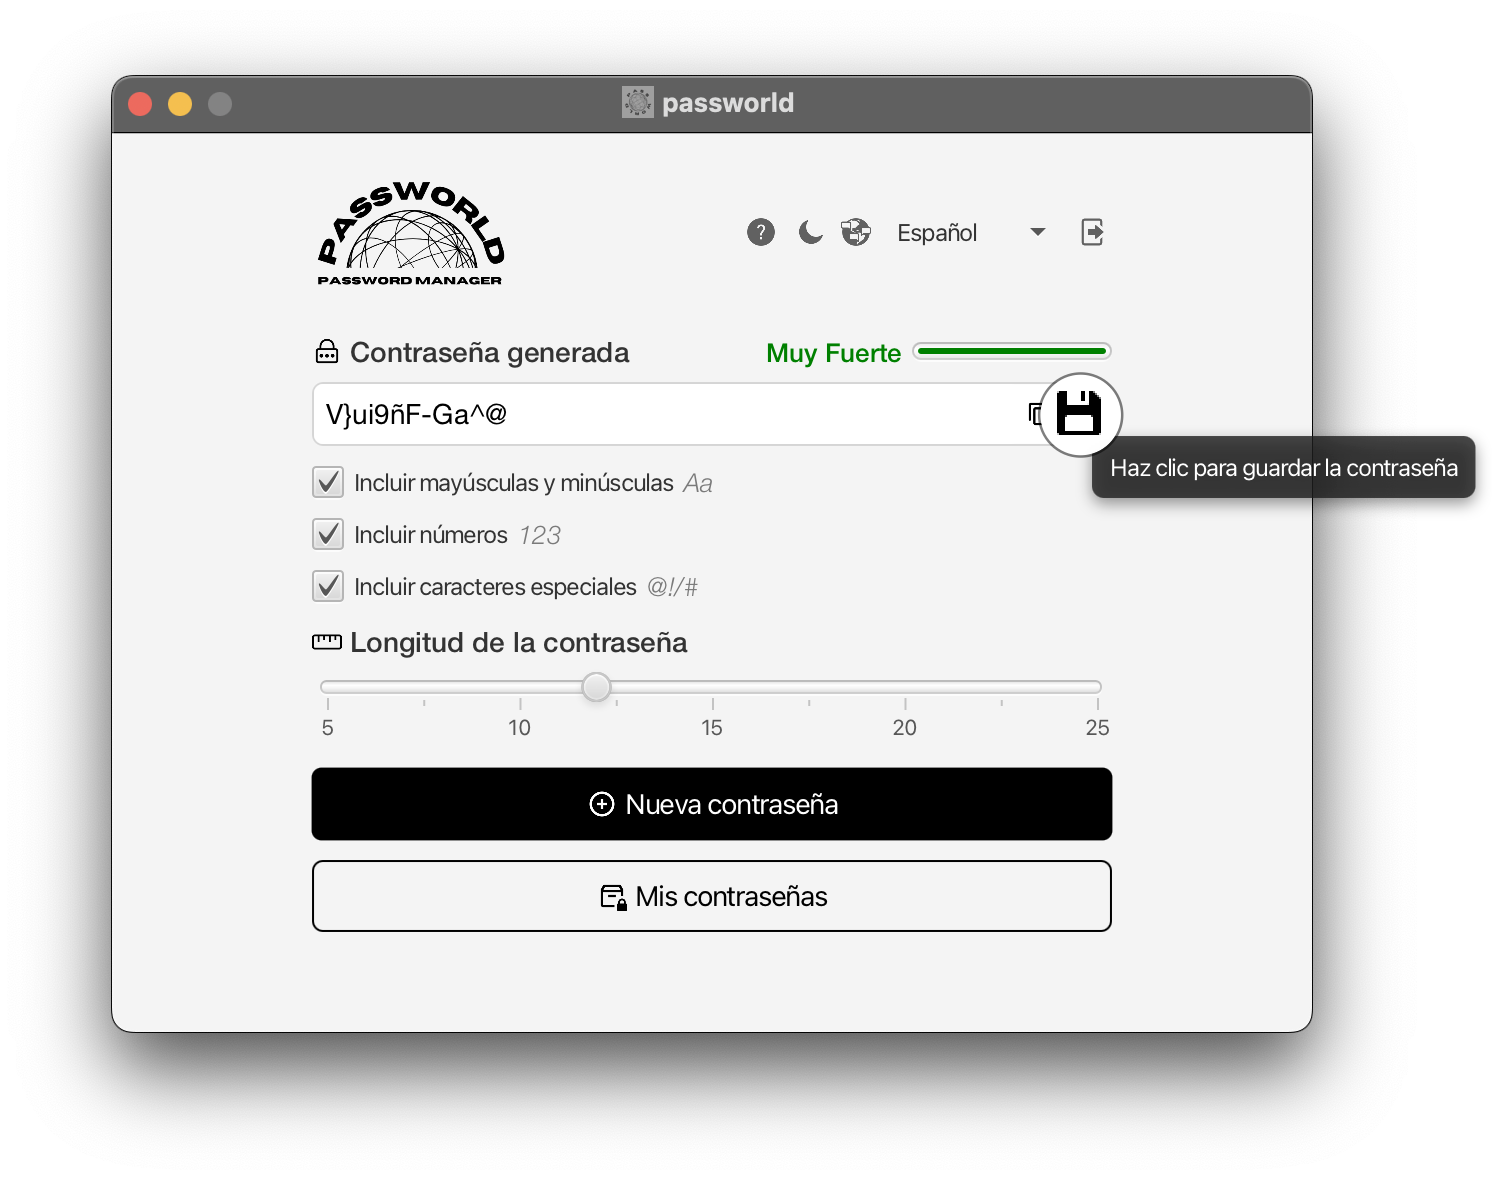 passworld
PASSWORLD
PASSWORD MANAGER
? Español
Contraseña generada Muy Fuerte
V}ui9ñF-Ga^@
Haz clic para guardar la contraseña
Incluir mayúsculas y minúsculas Aa
Incluir números 123
Incluir caracteres especiales @!/#
Longitud de la contraseña
5 10 15 20 25
Nueva contraseña
Mis contraseñas